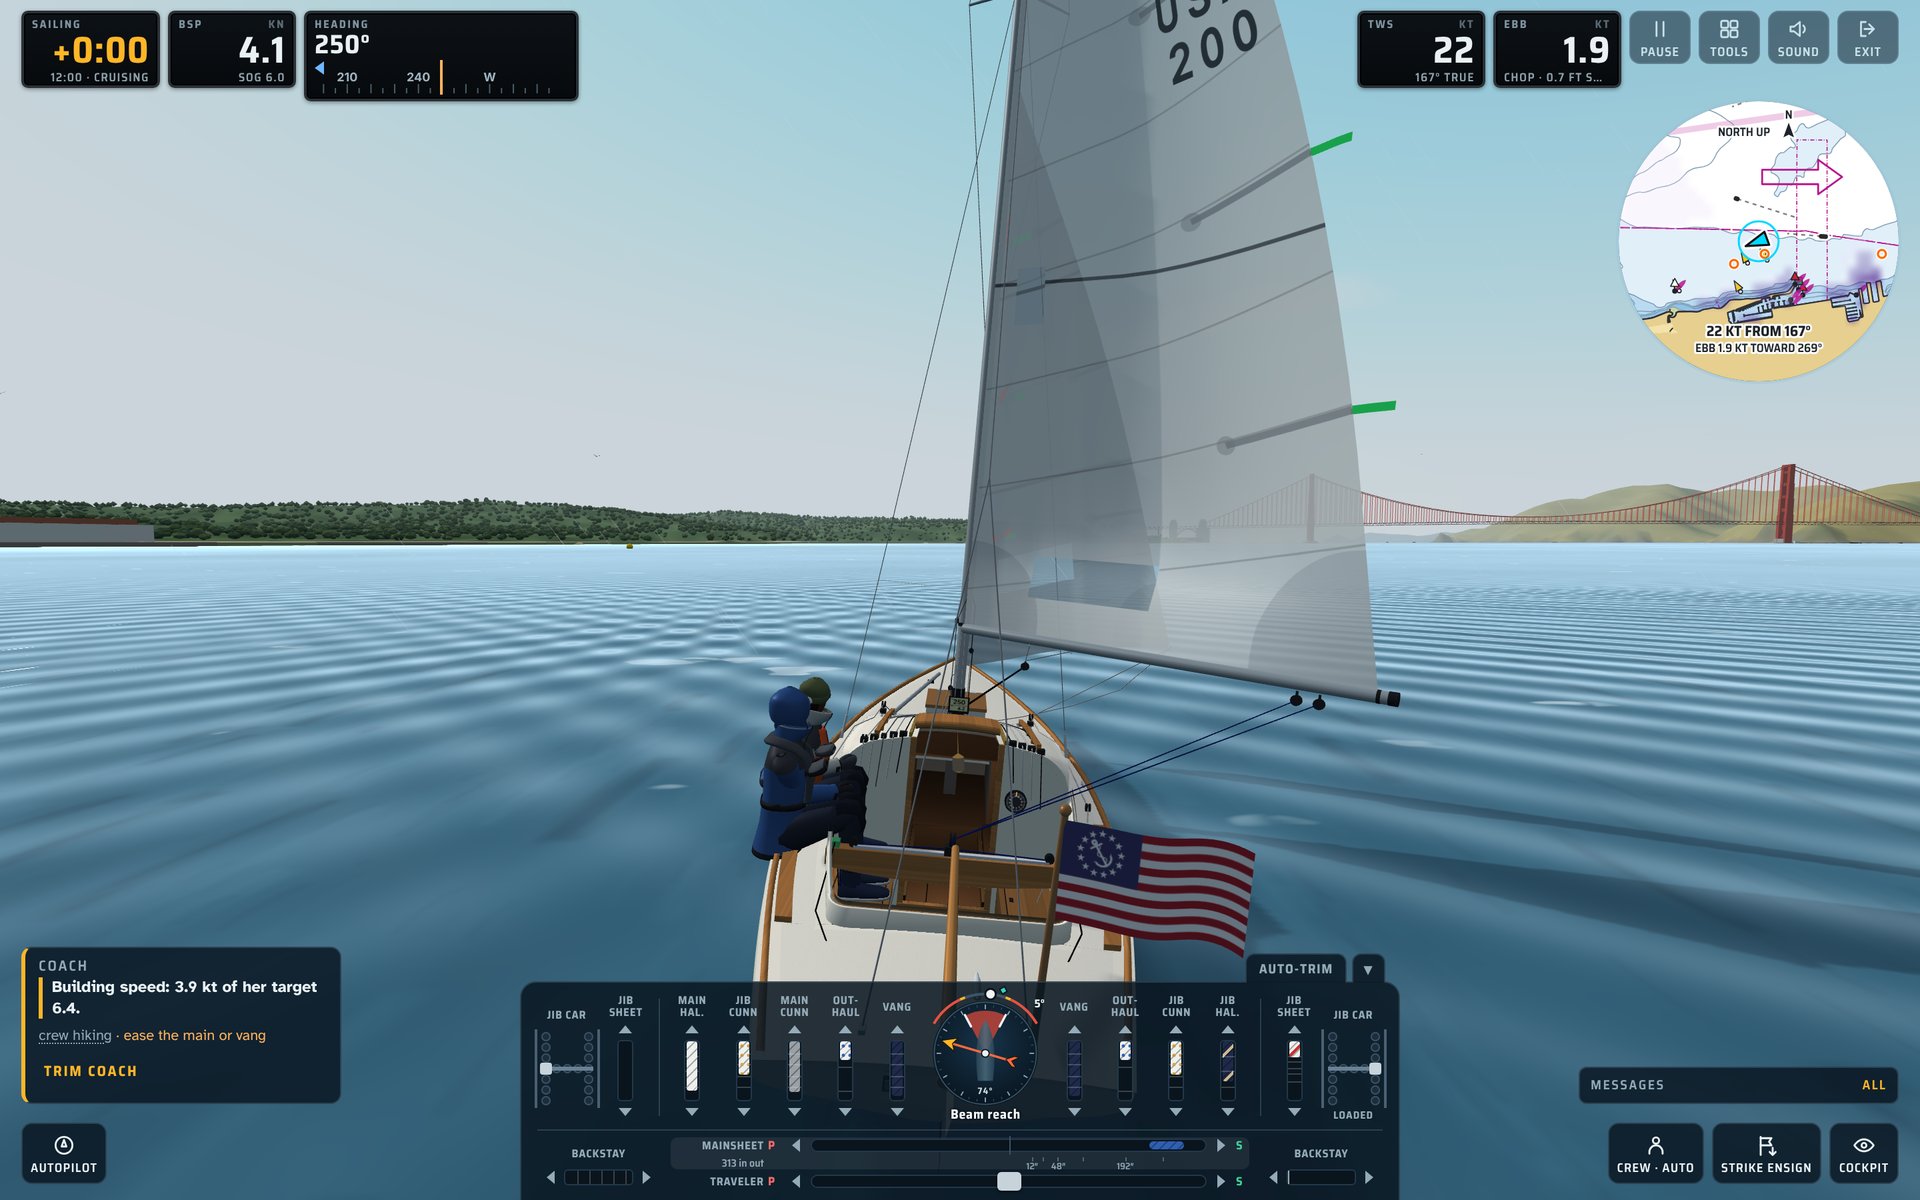 SAILING
+0:00
12:00 · CRUISING
BSP KN
4.1
SOG 6.0
HEADING
250°
210 240 W
TWS KT
22
167° TRUE
EBB KT
1.9
CHOP · 0.7 FT S...
PAUSE
TOOLS
SOUND
EXIT
200
N
NORTH UP
22 KT FROM 167°
EBB 1.9 KT TOWARD 269°
COACH
Building speed: 3.9 kt of her target
6.4.
crew hiking · ease the main or vang
TRIM COACH
AUTOPILOT
AUTO-TRIM ▼
JIB CAR
JIB
SHEET
MAIN
HAL.
JIB
CUNN
MAIN
CUNN
OUT-
HAUL
VANG
5°
74°
Beam reach
VANG
OUT-
HAUL
JIB
CUNN
JIB
HAL.
JIB
SHEET
JIB CAR
LOADED
BACKSTAY
MAINSHEET P
S
313 in out
12" 48" 192"
TRAVELER P
S
BACKSTAY
MESSAGES ALL
CREW · AUTO
STRIKE ENSIGN
COCKPIT